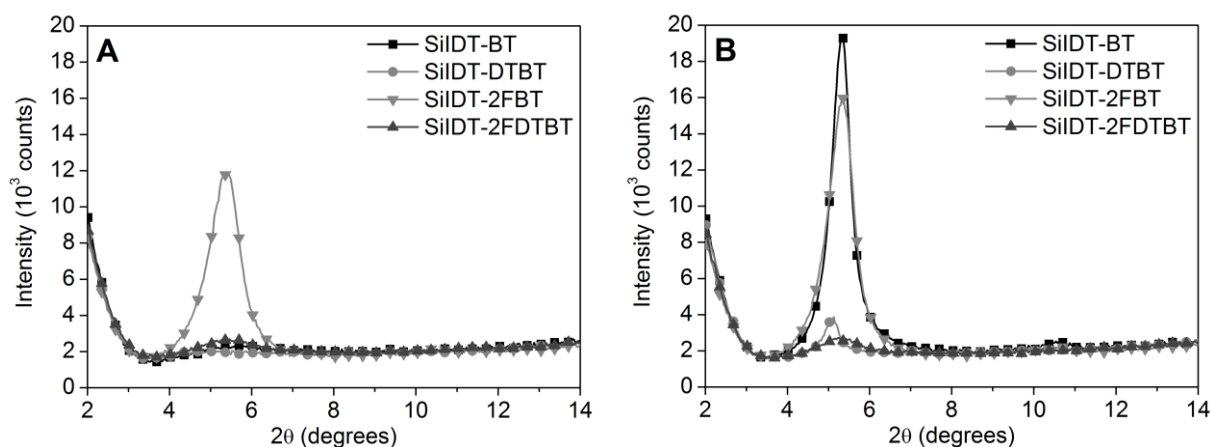 A
SiIDT-BT
SiIDT-DTBT
SiIDT-2FBT
SiIDT-2FDTBT
Intensity (10³ counts)
20
18
16
14
12
10
8
6
4
2
0
2 4 6 8 10 12 14
2θ (degrees)
B
SiIDT-BT
SiIDT-DTBT
SiIDT-2FBT
SiIDT-2FDTBT
Intensity (10³ counts)
20
18
16
14
12
10
8
6
4
2
0
2 4 6 8 10 12 14
2θ (degrees)